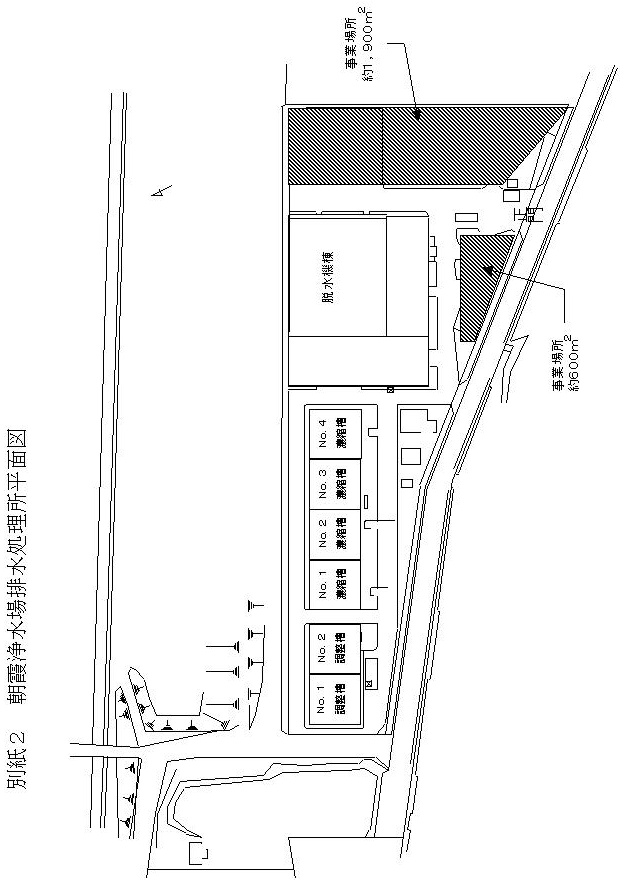 別紙２　朝霞浄水場排水処理所平面図
No. 1
調整槽
No. 2
調整槽
No. 1
濃縮槽
No. 2
濃縮槽
No. 3
濃縮槽
No. 4
濃縮槽
脱水機棟
事業場所
約1,900m²
正門
事業場所
約600m²